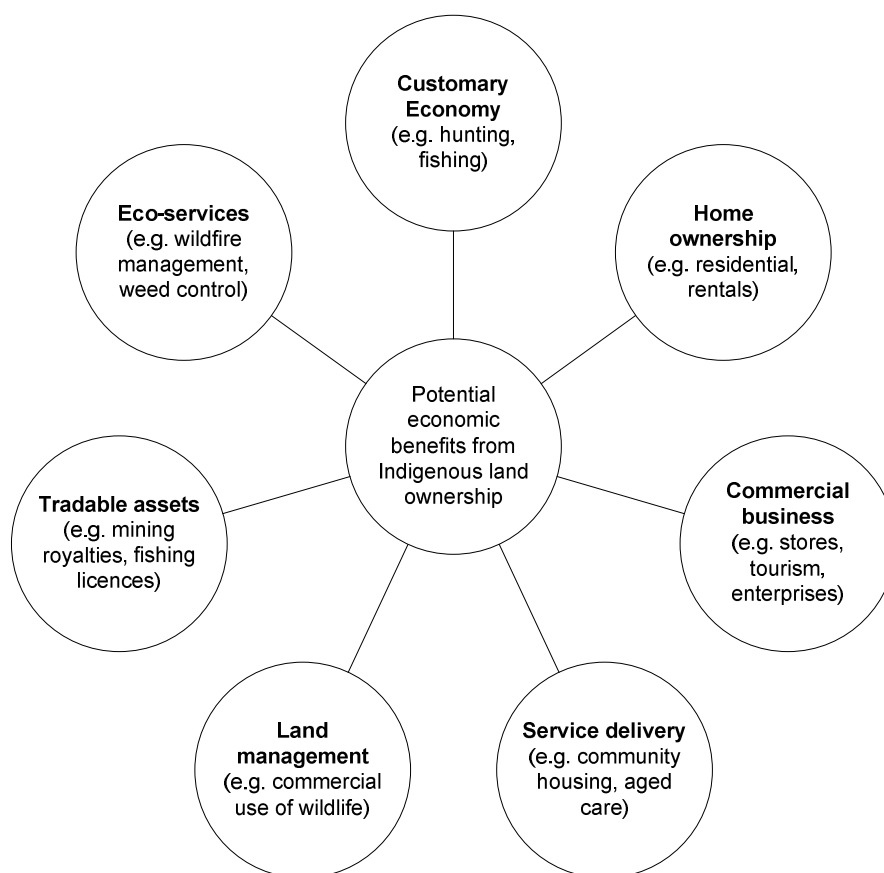 Customary
Economy
(e.g. hunting,
fishing)
Eco-services
(e.g. wildfire
management,
weed control)
Home
ownership
(e.g. residential,
rentals)
Potential
economic
benefits from
Indigenous land
ownership
Tradable assets
(e.g. mining
royalties, fishing
licences)
Commercial
business
(e.g. stores,
tourism,
enterprises)
Land
management
(e.g. commercial
use of wildlife)
Service delivery
(e.g. community
housing, aged
care)